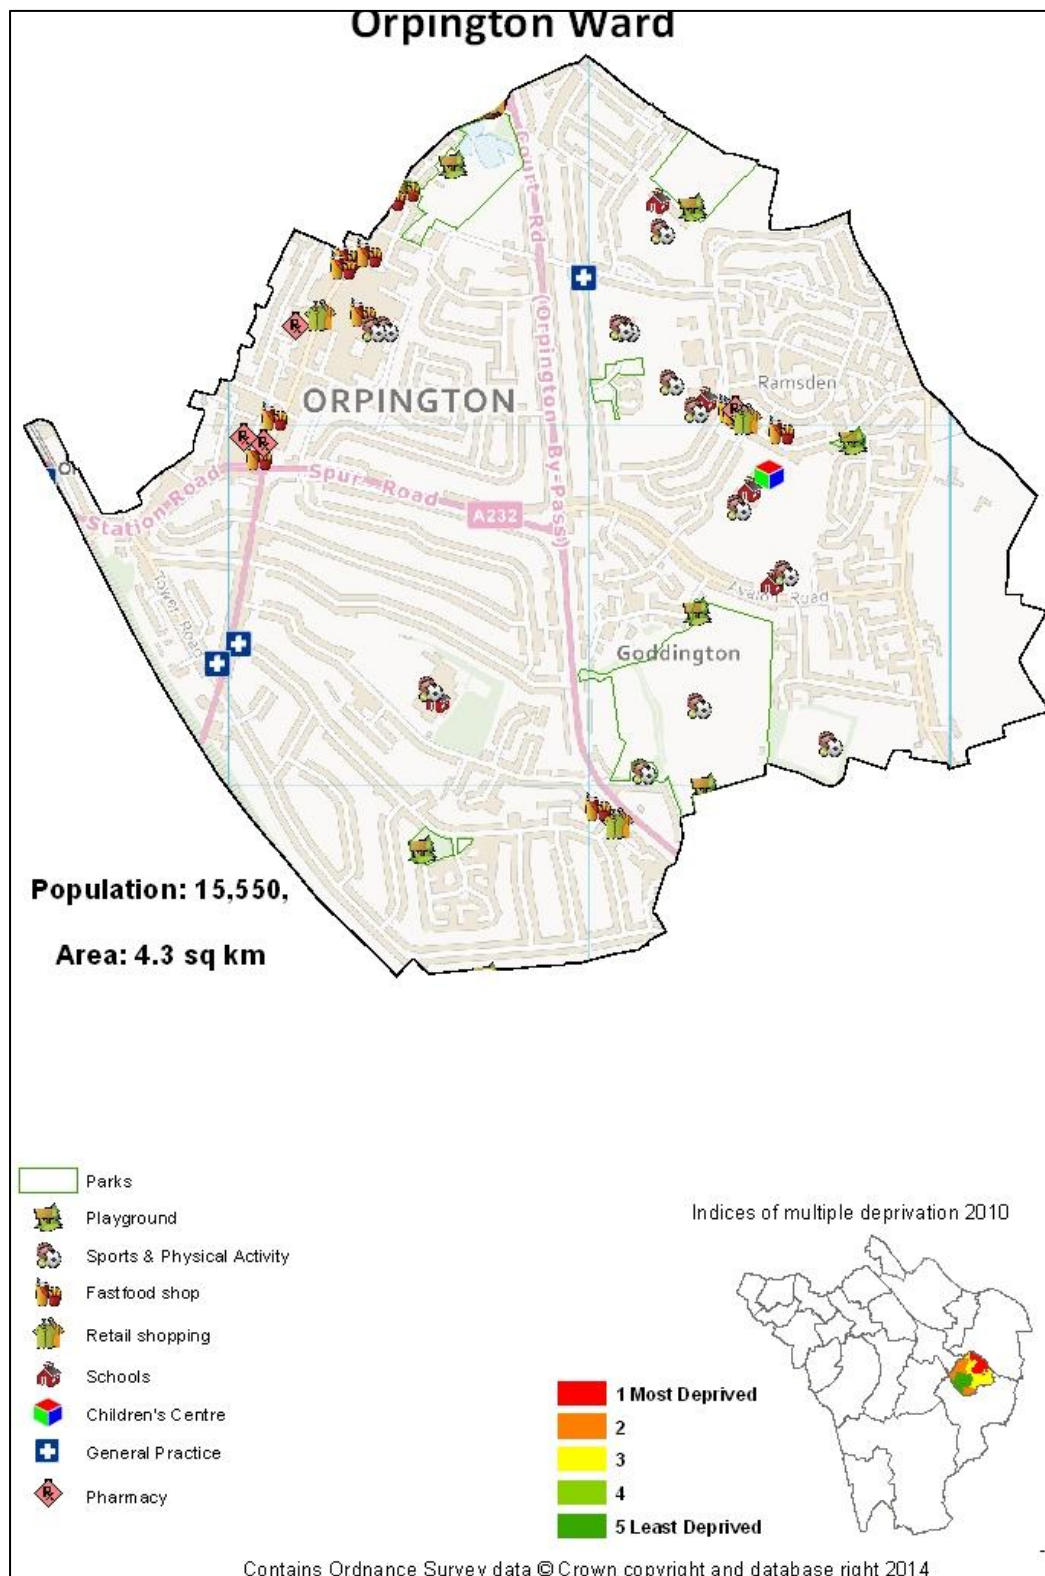 Orpington Ward
Court Rd (Orpington By-Pass)
Ramsden
ORPINGTON
Station Road
Spur Road
A232
Tower Road
Avalon Road
Goddington
Population: 15,550,
Area: 4.3 sq km
Parks
Playground
Sports & Physical Activity
Fastfood shop
Retail shopping
Schools
Children's Centre
General Practice
Pharmacy
Indices of multiple deprivation 2010
1 Most Deprived
2
3
4
5 Least Deprived
Contains Ordnance Survey data © Crown copyright and database right 2014